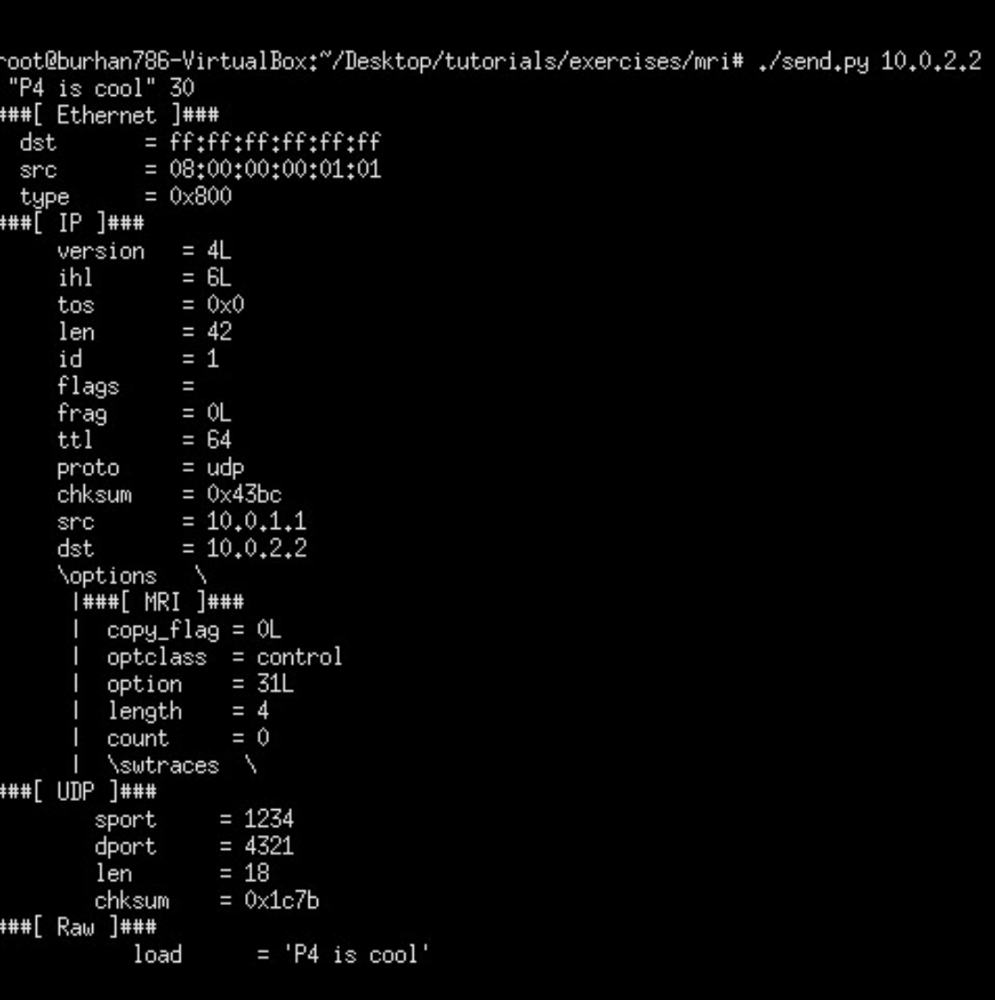 root@burhan786-VirtualBox:~/Desktop/tutorials/exercises/mri# ./send.py 10.0.2.2
"P4 is cool" 30
###[ Ethernet ]###
  dst       = ff:ff:ff:ff:ff:ff
  src       = 08:00:00:00:01:01
  type      = 0x800
###[ IP ]###
     version   = 4L
     ihl       = 6L
     tos       = 0x0
     len       = 42
     id        = 1
     flags     =
     frag      = 0L
     ttl       = 64
     proto     = udp
     chksum    = 0x43bc
     src       = 10.0.1.1
     dst       = 10.0.2.2
     \options   \
      |###[ MRI ]###
      |  copy_flag = 0L
      |  optclass  = control
      |  option    = 31L
      |  length    = 4
      |  count     = 0
      |  \swtraces  \
###[ UDP ]###
        sport     = 1234
        dport     = 4321
        len       = 18
        chksum    = 0x1c7b
###[ Raw ]###
           load      = 'P4 is cool'